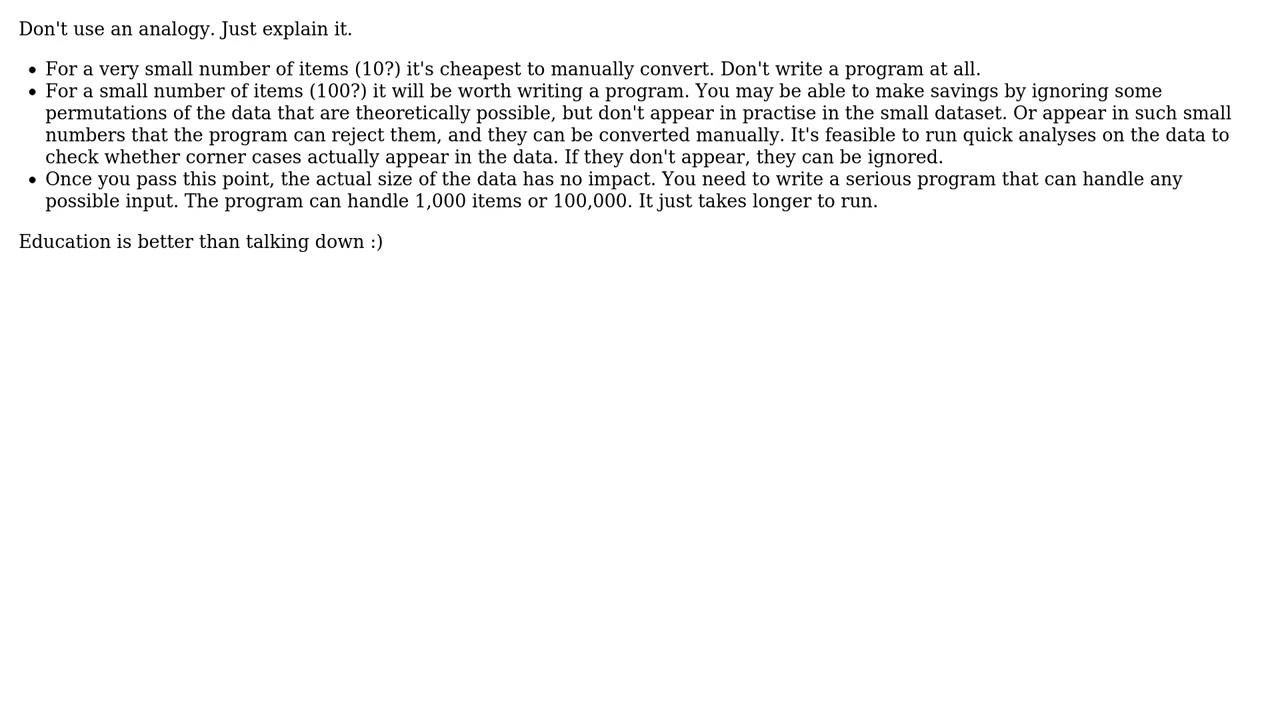 Don't use an analogy. Just explain it.
• For a very small number of items (10?) it's cheapest to manually convert. Don't write a program at all.
• For a small number of items (100?) it will be worth writing a program. You may be able to make savings by ignoring some
permutations of the data that are theoretically possible, but don't appear in practise in the small dataset. Or appear in such small
numbers that the program can reject them, and they can be converted manually. It's feasible to run quick analyses on the data to
check whether corner cases actually appear in the data. If they don't appear, they can be ignored.
• Once you pass this point, the actual size of the data has no impact. You need to write a serious program that can handle any
possible input. The program can handle 1,000 items or 100,000. It just takes longer to run.
Education is better than talking down :)